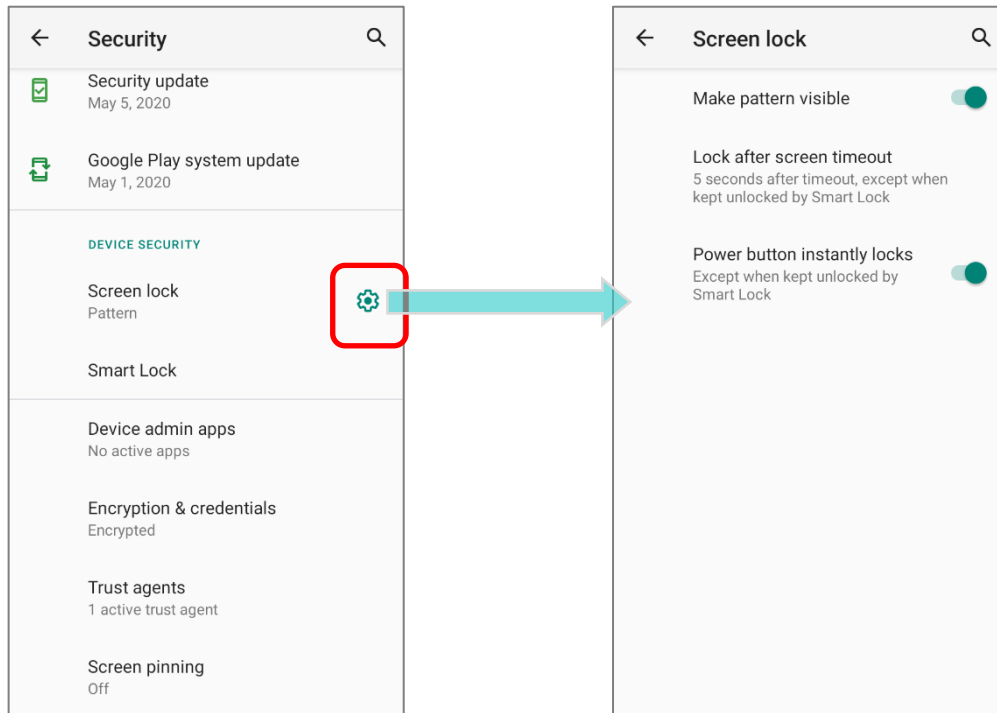 Security
Security update
May 5, 2020
Google Play system update
May 1, 2020
DEVICE SECURITY
Screen lock
Pattern
Smart Lock
Device admin apps
No active apps
Encryption & credentials
Encrypted
Trust agents
1 active trust agent
Screen pinning
Off
Screen lock
Make pattern visible
Lock after screen timeout
5 seconds after timeout, except when
kept unlocked by Smart Lock
Power button instantly locks
Except when kept unlocked by
Smart Lock